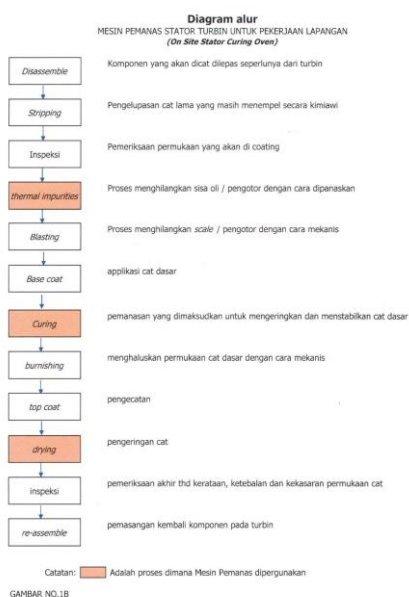 Diagram alur
MESIN PEMANAS STATOR TURBIN UNTUK PEKERJAAN LAPANGAN
(On Site Stator Curing Oven)
Disassemble
Komponen yang akan dicat dilepas seperlunya dari turbin
Stripping
Pengelupasan cat lama yang masih menempel secara kimiawi
Inspeksi
Pemeriksaan permukaan yang akan di coating
thermal impurities
Proses menghilangkan sisa oli / pengotor dengan cara dipanaskan
Blasting
Proses menghilangkan scale / pengotor dengan cara mekanis
Base coat
applikasi cat dasar
Curing
pemanasan yang dimaksudkan untuk mengeringkan dan menstabilkan cat dasar
burnishing
menghaluskan permukaan cat dasar dengan cara mekanis
top coat
pengecatan
drying
pengeringan cat
inspeksi
pemeriksaan akhir thd kerataan, ketebalan dan kekasaran permukaan cat
re-assemble
pemasangan kembali komponen pada turbin
Catatan: Adalah proses dimana Mesin Pemanas dipergunakan
GAMBAR NO.1B